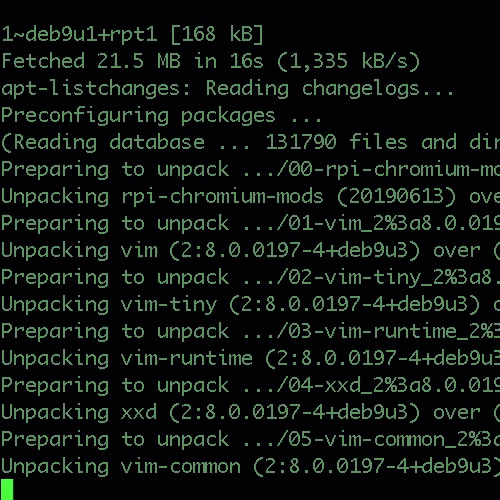 1~deb9u1+rpt1 [168 kB]
Fetched 21.5 MB in 16s (1,335 kB/s)
apt-listchanges: Reading changelogs...
Preconfiguring packages ...
(Reading database ... 131790 files and dir
Preparing to unpack .../00-rpi-chromium-mo
Unpacking rpi-chromium-mods (20190613) ove
Preparing to unpack .../01-vim_2%3a8.0.019
Unpacking vim (2:8.0.0197-4+deb9u3) over (
Preparing to unpack .../02-vim-tiny_2%3a8.
Unpacking vim-tiny (2:8.0.0197-4+deb9u3) o
Preparing to unpack .../03-vim-runtime_2%3
Unpacking vim-runtime (2:8.0.0197-4+deb9u3
Preparing to unpack .../04-xxd_2%3a8.0.019
Unpacking xxd (2:8.0.0197-4+deb9u3) over (
Preparing to unpack .../05-vim-common_2%3a
Unpacking vim-common (2:8.0.0197-4+deb9u3)